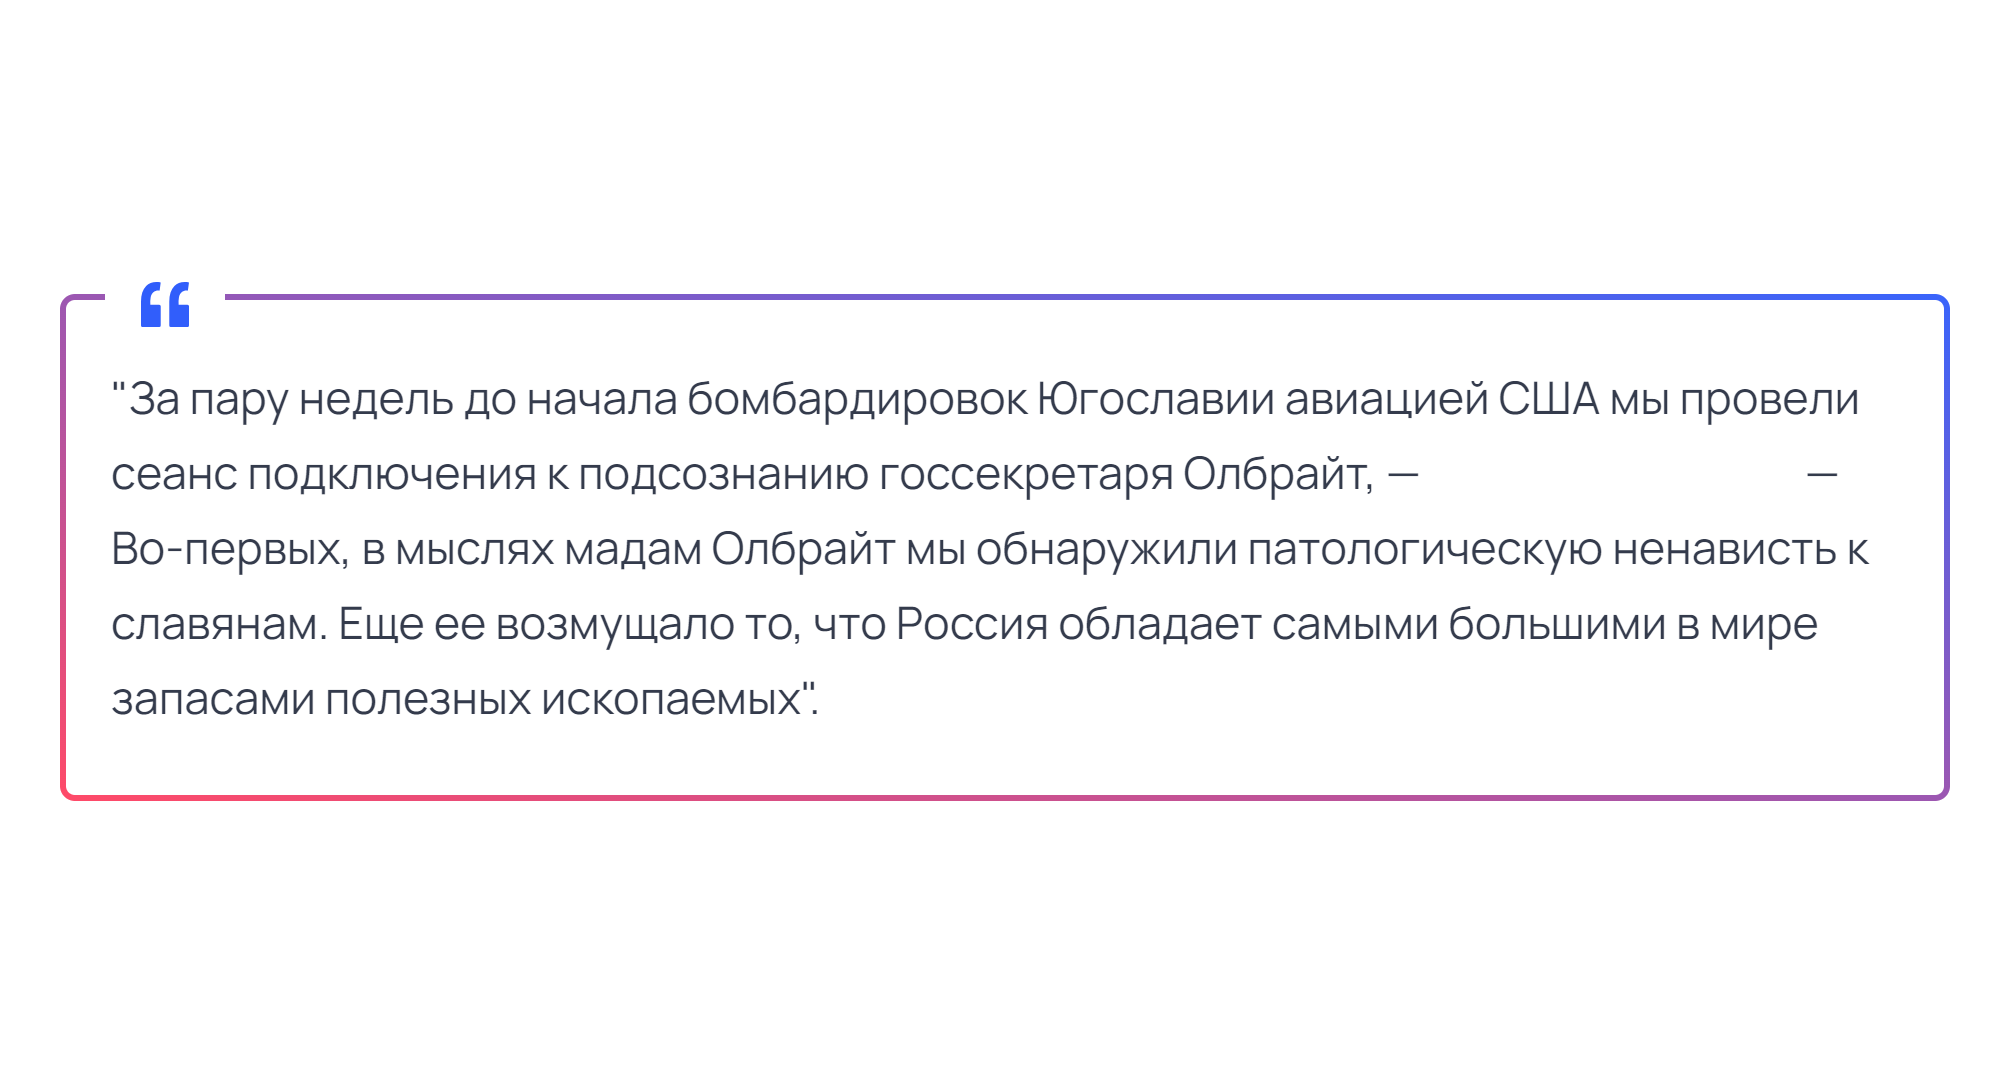 "За пару недель до начала бомбардировок Югославии авиацией США мы провели
сеанс подключения к подсознанию госсекретаря Олбрайт, — —
Во-первых, в мыслях мадам Олбрайт мы обнаружили патологическую ненависть к
славянам. Еще ее возмущало то, что Россия обладает самыми большими в мире
запасами полезных ископаемых".